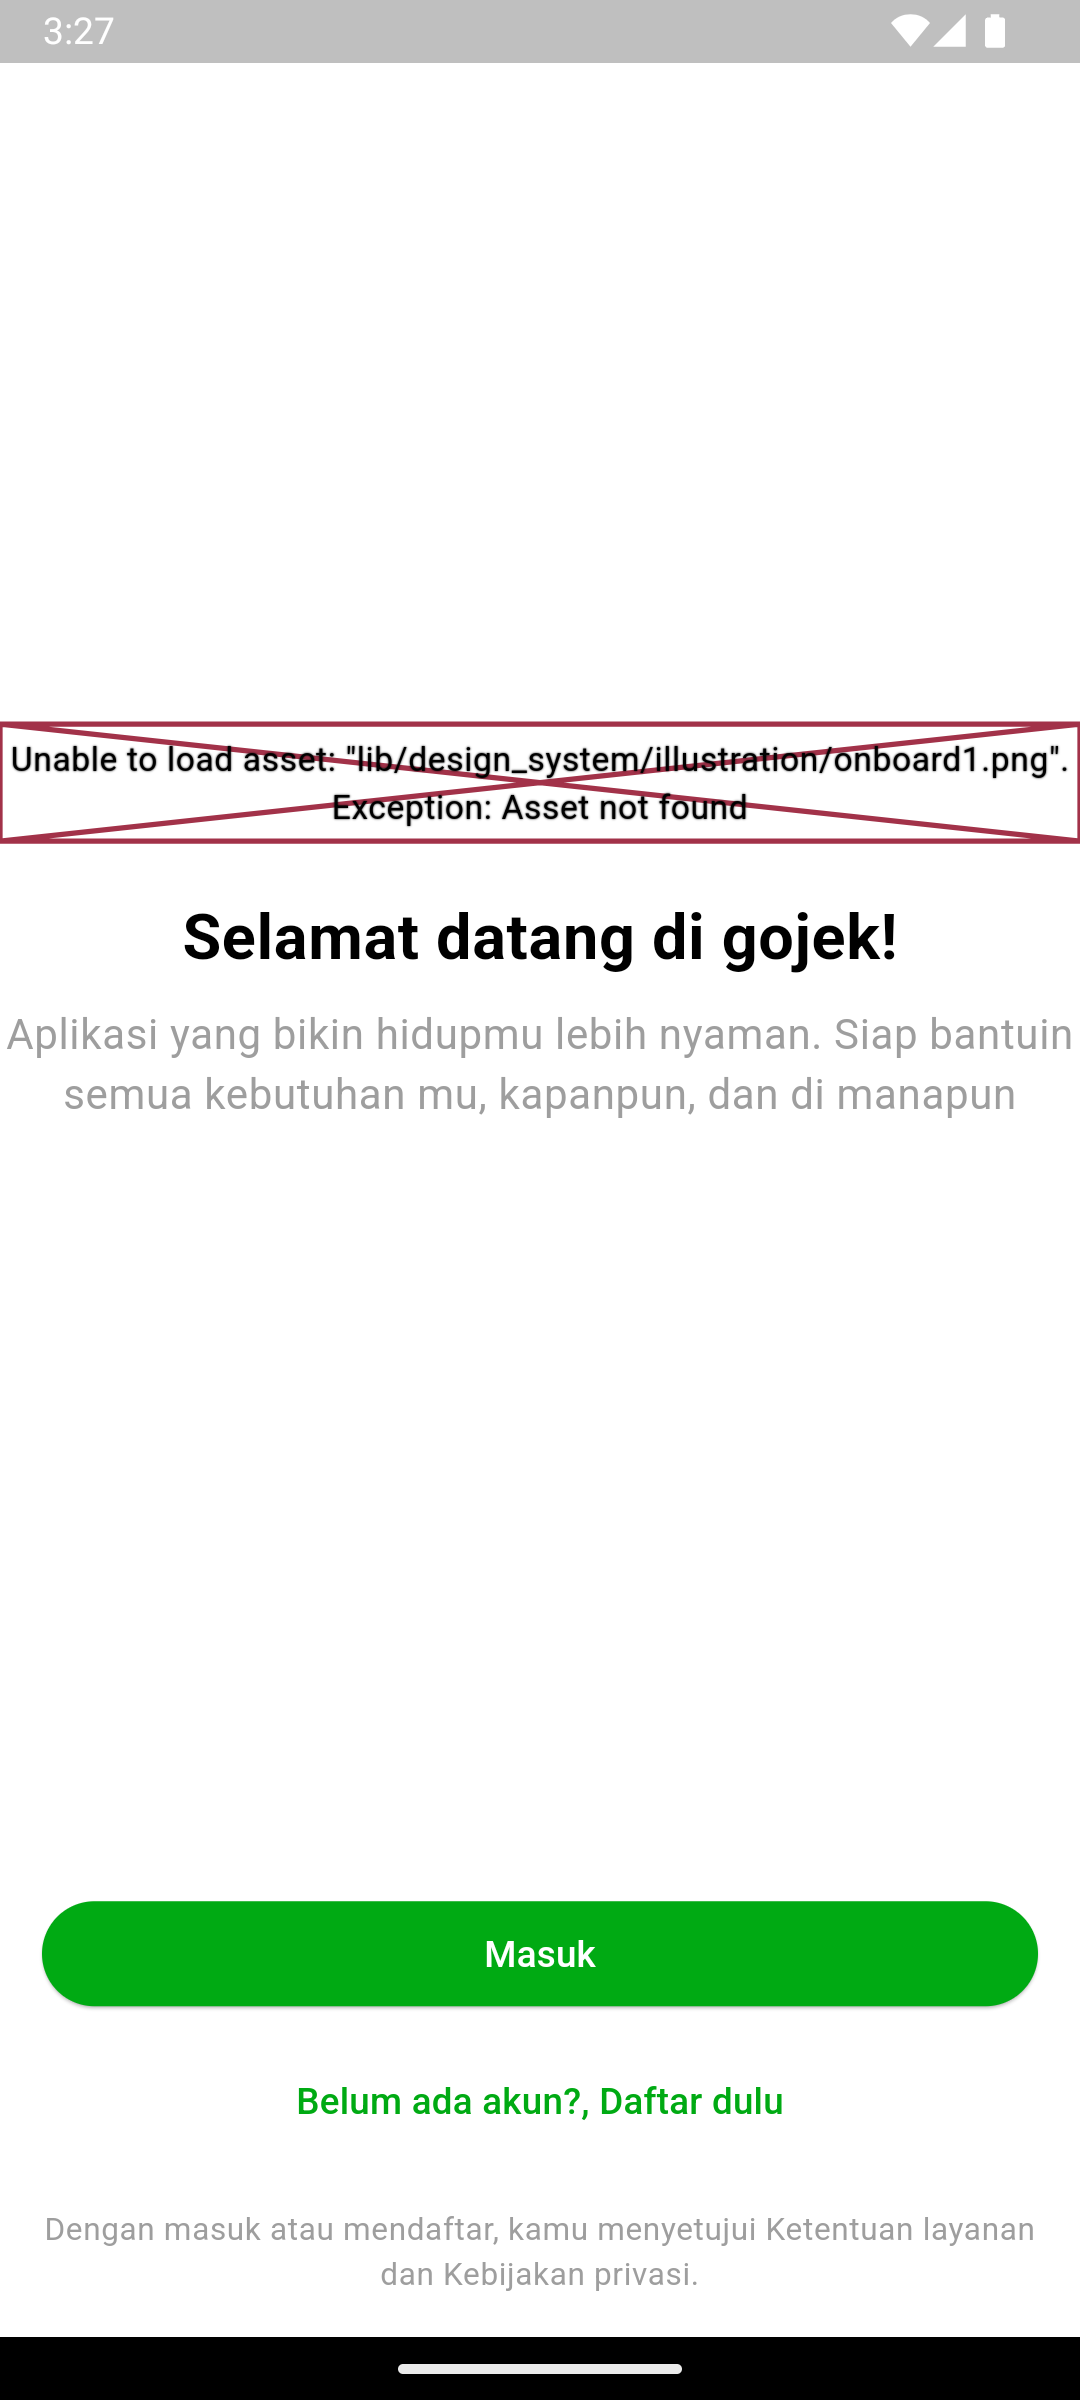 3:27
Unable to load asset: "lib/design_system/illustration/onboard1.png".
Exception: Asset not found
Selamat datang di gojek!
Aplikasi yang bikin hidupmu lebih nyaman. Siap bantuin
semua kebutuhan mu, kapanpun, dan di manapun
Masuk
Belum ada akun?, Daftar dulu
Dengan masuk atau mendaftar, kamu menyetujui Ketentuan layanan
dan Kebijakan privasi.